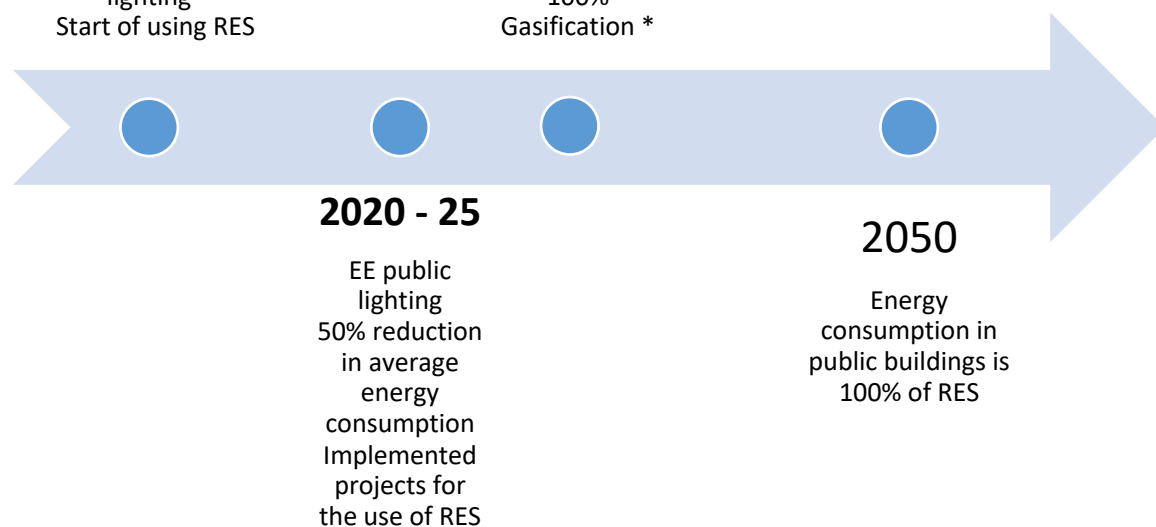 lighting
Start of using RES
100%
Gasification *
2020 - 25
EE public
lighting
50% reduction
in average
energy
consumption
Implemented
projects for
the use of RES
2050
Energy
consumption in
public buildings is
100% of RES